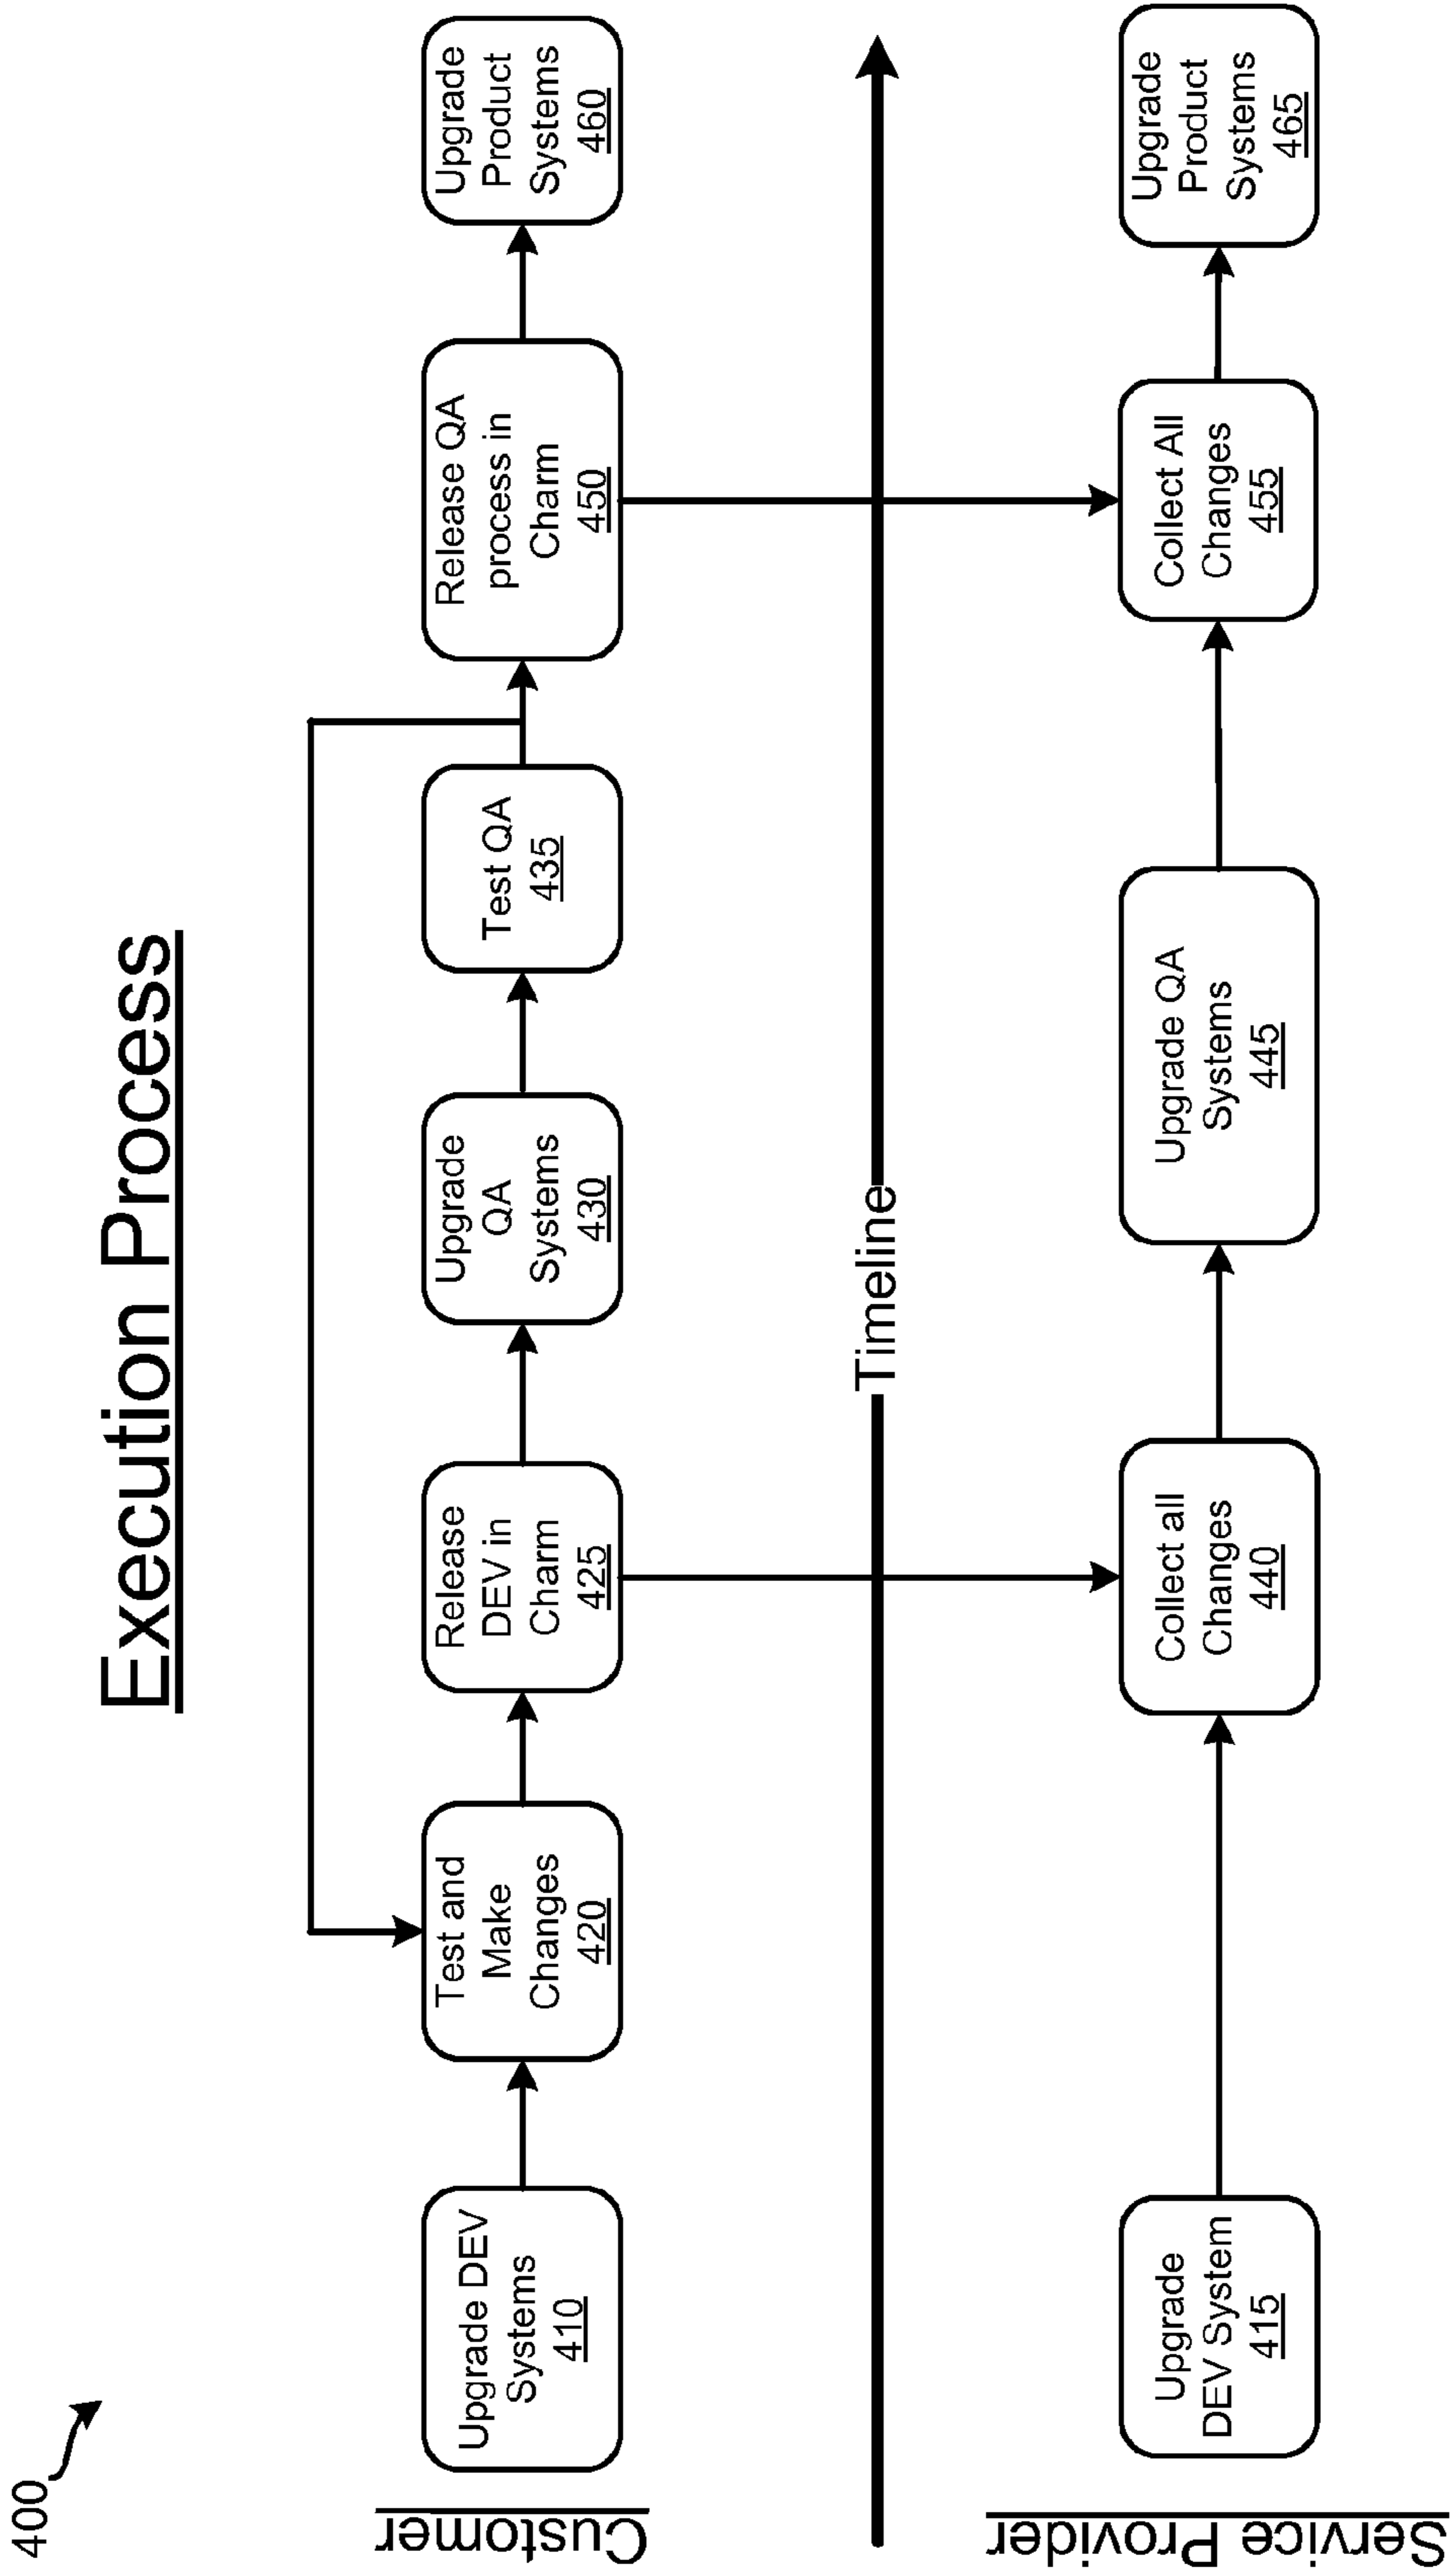 400
Execution Process
Customer
Upgrade DEV
Systems
410
Test and
Make
Changes
420
Release
DEV in
Charm
425
Upgrade
QA
Systems
430
Test QA
435
Release QA
process in
Charm
450
Upgrade
Product
Systems
460
Timeline
Service Provider
Upgrade
DEV System
415
Collect all
Changes
440
Upgrade QA
Systems
445
Collect All
Changes
455
Upgrade
Product
Systems
465